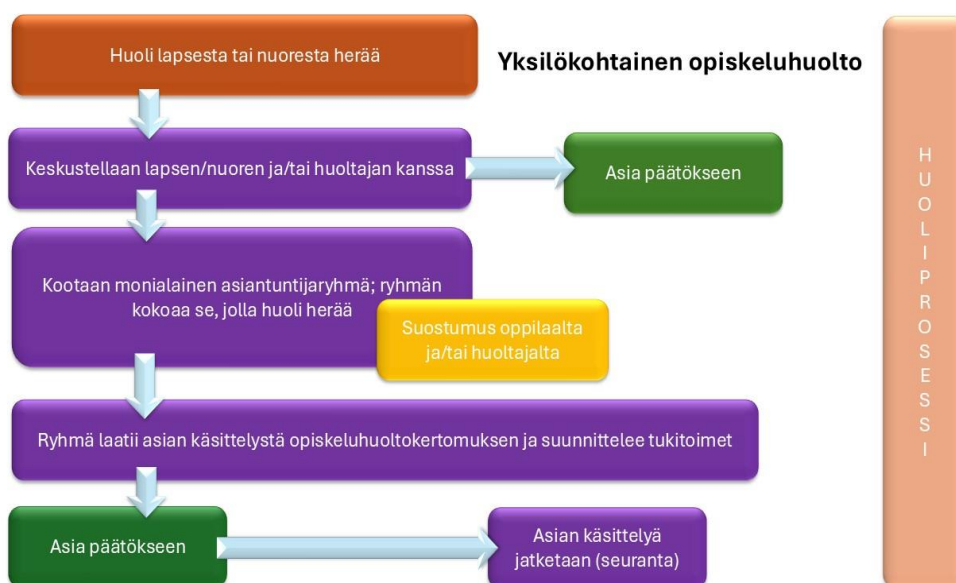 Huoli lapsesta tai nuoresta herää
Yksilökohtainen opiskeluhuolto
Keskustellaan lapsen/nuoren ja/tai huoltajan kanssa
Asia päätökseen
Kootaan monialainen asiantuntijaryhmä; ryhmän
kokoaa se, jolla huoli herää
Suostumus oppilaalta
ja/tai huoltajalta
Ryhmä laatii asian käsittelystä opiskeluhuoltokertomuksen ja suunnittelee tukitoimet
Asia päätökseen
Asian käsittelyä
jatketaan (seuranta)
HUOLIPROSESSI